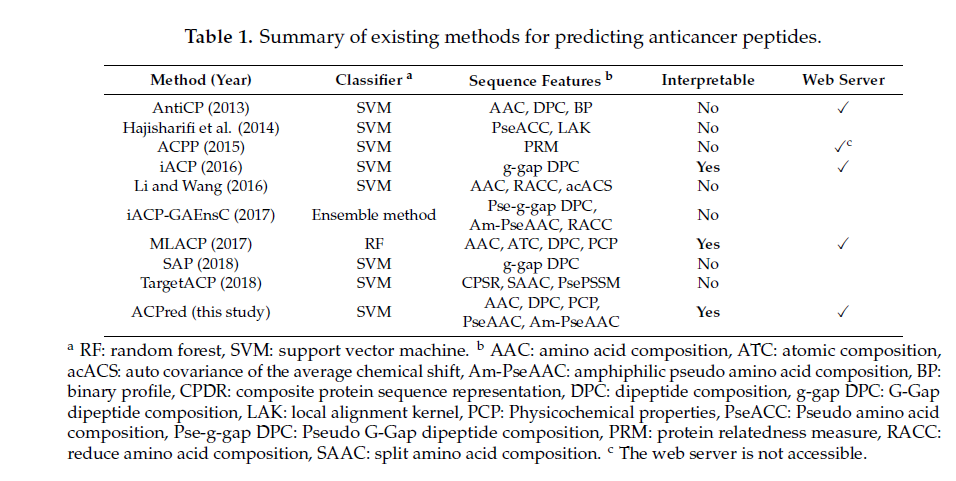 Table 1. Summary of existing methods for predicting anticancer peptides.
Method (Year) Classifier a Sequence Features b Interpretable Web Server
AntiCP (2013) SVM AAC, DPC, BP No ✓
Hajisharifi et al. (2014) SVM PseACC, LAK No
ACPP (2015) SVM PRM No ✓c
iACP (2016) SVM g-gap DPC Yes ✓
Li and Wang (2016) SVM AAC, RACC, acACS No
iACP-GAEnsC (2017) Ensemble method Pse-g-gap DPC, Am-PseAAC, RACC No
MLACP (2017) RF AAC, ATC, DPC, PCP Yes ✓
SAP (2018) SVM g-gap DPC No
TargetACP (2018) SVM CPSR, SAAC, PsePSSM No
ACPred (this study) SVM AAC, DPC, PCP, PseAAC, Am-PseAAC Yes ✓
a RF: random forest, SVM: support vector machine. b AAC: amino acid composition, ATC: atomic composition,
acACS: auto covariance of the average chemical shift, Am-PseAAC: amphiphilic pseudo amino acid composition, BP:
binary profile, CPDR: composite protein sequence representation, DPC: dipeptide composition, g-gap DPC: G-Gap
dipeptide composition, LAK: local alignment kernel, PCP: Physicochemical properties, PseACC: Pseudo amino acid
composition, Pse-g-gap DPC: Pseudo G-Gap dipeptide composition, PRM: protein relatedness measure, RACC:
reduce amino acid composition, SAAC: split amino acid composition. c The web server is not accessible.